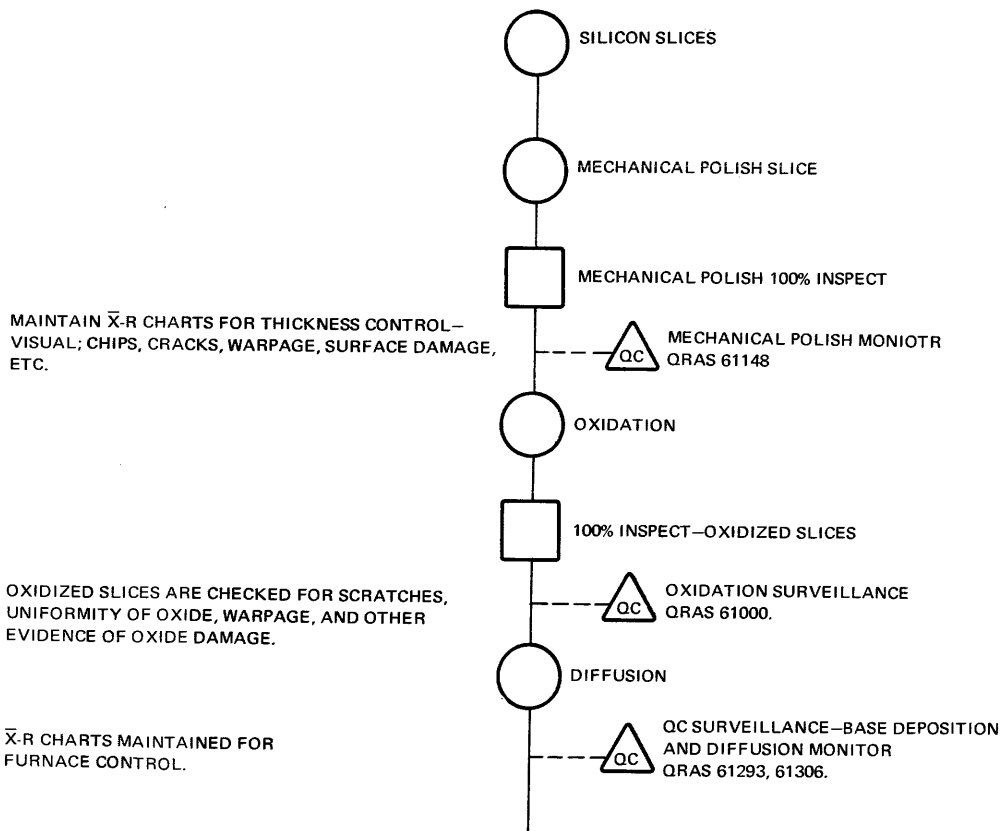 SILICON SLICES
MECHANICAL POLISH SLICE
MECHANICAL POLISH 100% INSPECT
MAINTAIN X̄-R CHARTS FOR THICKNESS CONTROL—
VISUAL; CHIPS, CRACKS, WARPAGE, SURFACE DAMAGE,
ETC.
QC
MECHANICAL POLISH MONIOTR
QRAS 61148
OXIDATION
100% INSPECT—OXIDIZED SLICES
OXIDIZED SLICES ARE CHECKED FOR SCRATCHES,
UNIFORMITY OF OXIDE, WARPAGE, AND OTHER
EVIDENCE OF OXIDE DAMAGE.
QC
OXIDATION SURVEILLANCE
QRAS 61000.
DIFFUSION
X̄-R CHARTS MAINTAINED FOR
FURNACE CONTROL.
QC
QC SURVEILLANCE—BASE DEPOSITION
AND DIFFUSION MONITOR
QRAS 61293, 61306.